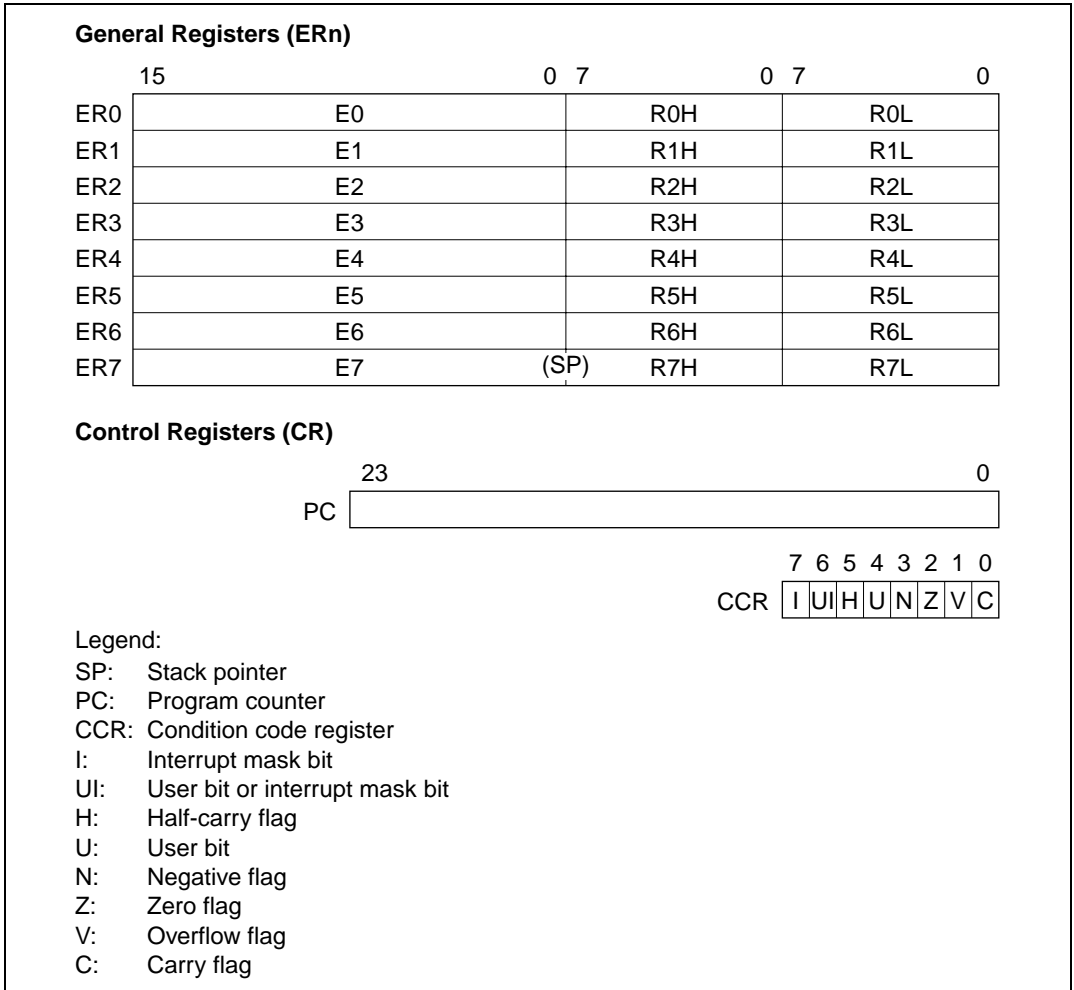 General Registers (ERn)
15 0 7 0 7 0
ER0 E0 R0H R0L
ER1 E1 R1H R1L
ER2 E2 R2H R2L
ER3 E3 R3H R3L
ER4 E4 R4H R4L
ER5 E5 R5H R5L
ER6 E6 R6H R6L
ER7 E7 (SP) R7H R7L
Control Registers (CR)
23 0
PC
7 6 5 4 3 2 1 0
CCR I UI H U N Z V C
Legend:
SP: Stack pointer
PC: Program counter
CCR: Condition code register
I: Interrupt mask bit
UI: User bit or interrupt mask bit
H: Half-carry flag
U: User bit
N: Negative flag
Z: Zero flag
V: Overflow flag
C: Carry flag